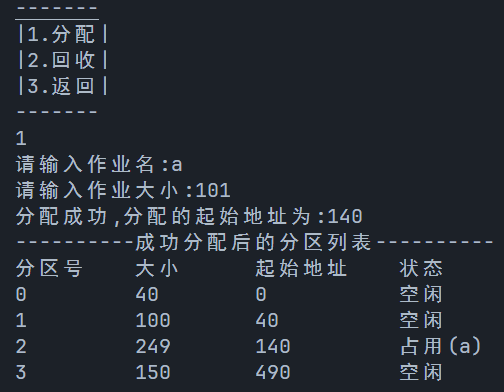 -------
|1.分配|
|2.回收|
|3.返回|
-------
1
请输入作业名:a
请输入作业大小:101
分配成功,分配的起始地址为:140
----------成功分配后的分区列表----------
分区号 大小 起始地址 状态
0 40 0 空闲
1 100 40 空闲
2 249 140 占用(a)
3 150 490 空闲